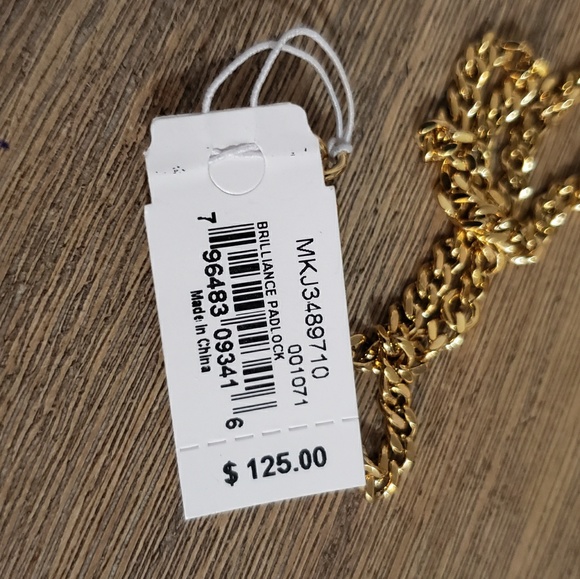 MKJ3489710
001071
BRILLIANCE PADLOCK
7 96483 09341 6
Made In China
$ 125.00